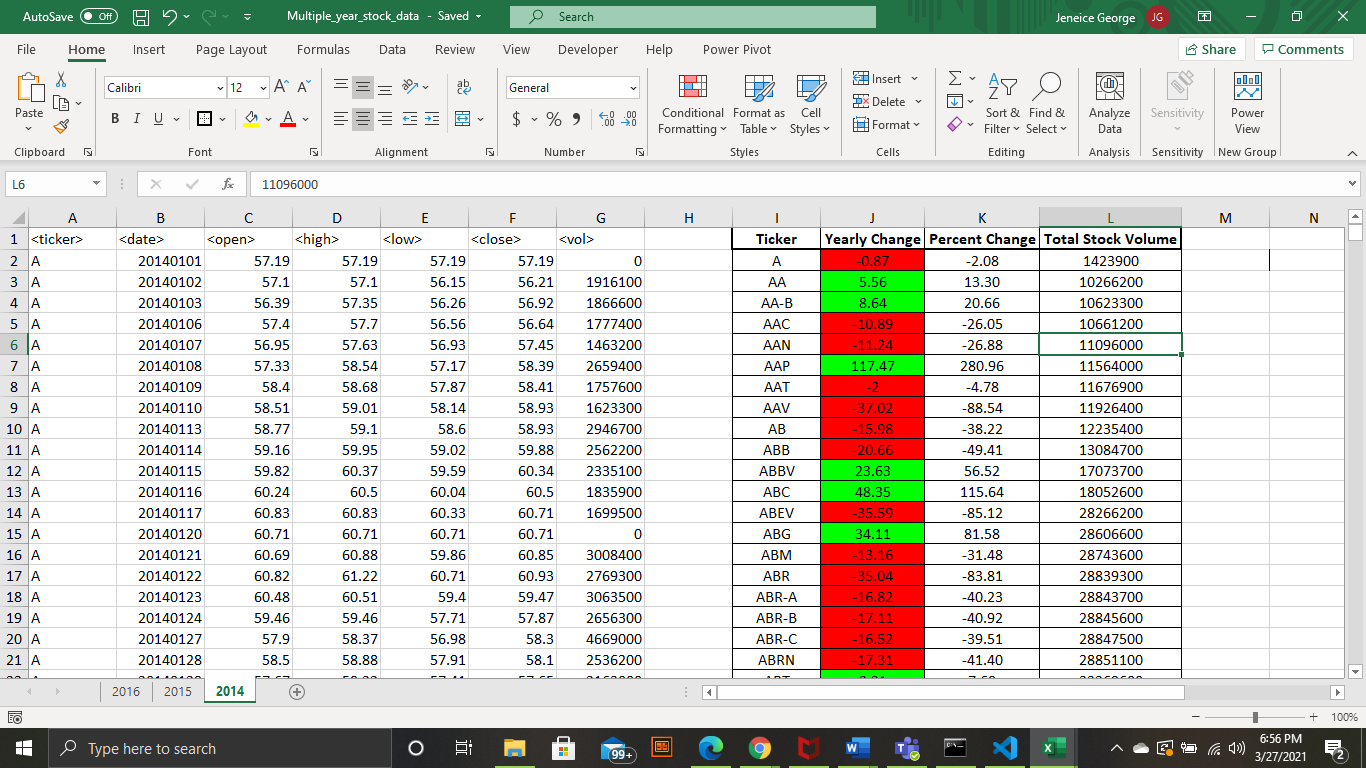 AutoSave Off Multiple_year_stock_data - Saved Search Jeneice George JG
File Home Insert Page Layout Formulas Data Review View Developer Help Power Pivot Share Comments
Calibri 12 A^ A˅ ab General Insert Σ
Paste B I U A $ % , Conditional Formatting Format as Table Cell Styles Delete Format Sort & Filter Find & Select Analyze Data Sensitivity Power View
Clipboard Font Alignment Number Styles Cells Editing Analysis Sensitivity New Group
L6 fx 11096000
A B C D E F G H I J K L M N
1 <ticker> <date> <open> <high> <low> <close> <vol> Ticker Yearly Change Percent Change Total Stock Volume
2 A 20140101 57.19 57.19 57.19 57.19 0 A -0.87 -2.08 1423900
3 A 20140102 57.1 57.1 56.15 56.21 1916100 AA 5.56 13.30 10266200
4 A 20140103 56.39 57.35 56.26 56.92 1866600 AA-B 8.64 20.66 10623300
5 A 20140106 57.4 57.7 56.56 56.64 1777400 AAC -10.89 -26.05 10661200
6 A 20140107 56.95 57.63 56.93 57.45 1463200 AAN -11.24 -26.88 11096000
7 A 20140108 57.33 58.54 57.17 58.39 2659400 AAP 117.47 280.96 11564000
8 A 20140109 58.4 58.68 57.87 58.41 1757600 AAT -2 -4.78 11676900
9 A 20140110 58.51 59.01 58.14 58.93 1623300 AAV -37.02 -88.54 11926400
10 A 20140113 58.77 59.1 58.6 58.93 2946700 AB -15.98 -38.22 12235400
11 A 20140114 59.16 59.95 59.02 59.88 2562200 ABB -20.66 -49.41 13084700
12 A 20140115 59.82 60.37 59.59 60.34 2335100 ABBV 23.63 56.52 17073700
13 A 20140116 60.24 60.5 60.04 60.5 1835900 ABC 48.35 115.64 18052600
14 A 20140117 60.83 60.83 60.33 60.71 1699500 ABEV -35.59 -85.12 28266200
15 A 20140120 60.71 60.71 60.71 60.71 0 ABG 34.11 81.58 28606600
16 A 20140121 60.69 60.88 59.86 60.85 3008400 ABM -13.16 -31.48 28743600
17 A 20140122 60.82 61.22 60.71 60.93 2769300 ABR -35.04 -83.81 28839300
18 A 20140123 60.48 60.51 59.4 59.47 3063500 ABR-A -16.82 -40.23 28843700
19 A 20140124 59.46 59.46 57.71 57.87 2656300 ABR-B -17.11 -40.92 28845600
20 A 20140127 57.9 58.37 56.98 58.3 4669000 ABR-C -16.52 -39.51 28847500
21 A 20140128 58.5 58.88 57.91 58.1 2536200 ABRN -17.31 -41.40 28851100
2016 2015 2014
100%
Type here to search 99+ 6:56 PM
3/27/2021 2